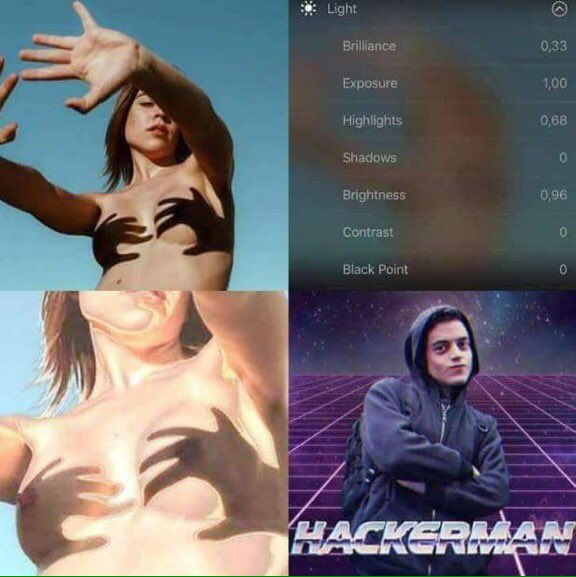 Light
Brilliance 0,33
Exposure 1,00
Highlights 0,68
Shadows 0
Brightness 0,96
Contrast 0
Black Point 0
HACKERMAN